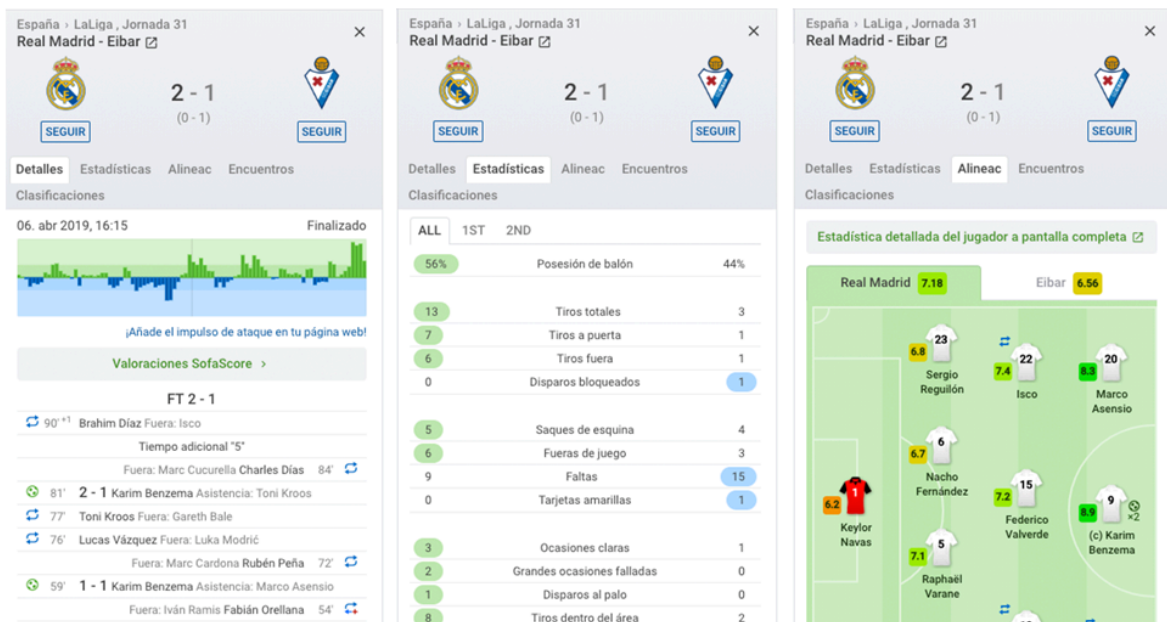 España › LaLiga , Jornada 31
Real Madrid - Eibar
2 - 1
(0 - 1)
SEGUIR
SEGUIR
Detalles Estadísticas Alineac Encuentros
Clasificaciones
06. abr 2019, 16:15 Finalizado
¡Añade el impulso de ataque en tu página web!
Valoraciones SofaScore ›
FT 2 - 1
90' +1 Brahim Díaz Fuera: Isco
Tiempo adicional "5"
Fuera: Marc Cucurella Charles Días 84'
81' 2 - 1 Karim Benzema Asistencia: Toni Kroos
77' Toni Kroos Fuera: Gareth Bale
76' Lucas Vázquez Fuera: Luka Modrić
Fuera: Marc Cardona Rubén Peña 72'
59' 1 - 1 Karim Benzema Asistencia: Marco Asensio
Fuera: Iván Ramis Fabián Orellana 54'
España › LaLiga , Jornada 31
Real Madrid - Eibar
2 - 1
(0 - 1)
SEGUIR
SEGUIR
Detalles Estadísticas Alineac Encuentros
Clasificaciones
ALL 1ST 2ND
56% Posesión de balón 44%
13 Tiros totales 3
7 Tiros a puerta 1
6 Tiros fuera 1
0 Disparos bloqueados 1
5 Saques de esquina 4
6 Fueras de juego 3
9 Faltas 15
0 Tarjetas amarillas 1
3 Ocasiones claras 1
2 Grandes ocasiones falladas 0
1 Disparos al palo 0
8 Tiros dentro del área 2
España › LaLiga , Jornada 31
Real Madrid - Eibar
2 - 1
(0 - 1)
SEGUIR
SEGUIR
Detalles Estadísticas Alineac Encuentros
Clasificaciones
Estadística detallada del jugador a pantalla completa
Real Madrid 7.18
Eibar 6.56
23
6.8
Sergio
Reguilón
22
7.4
Isco
20
8.3
Marco
Asensio
6
6.7
Nacho
Fernández
1
6.2
Keylor
Navas
15
7.2
Federico
Valverde
9
8.9
×2
(c) Karim
Benzema
5
7.1
Raphaël
Varane